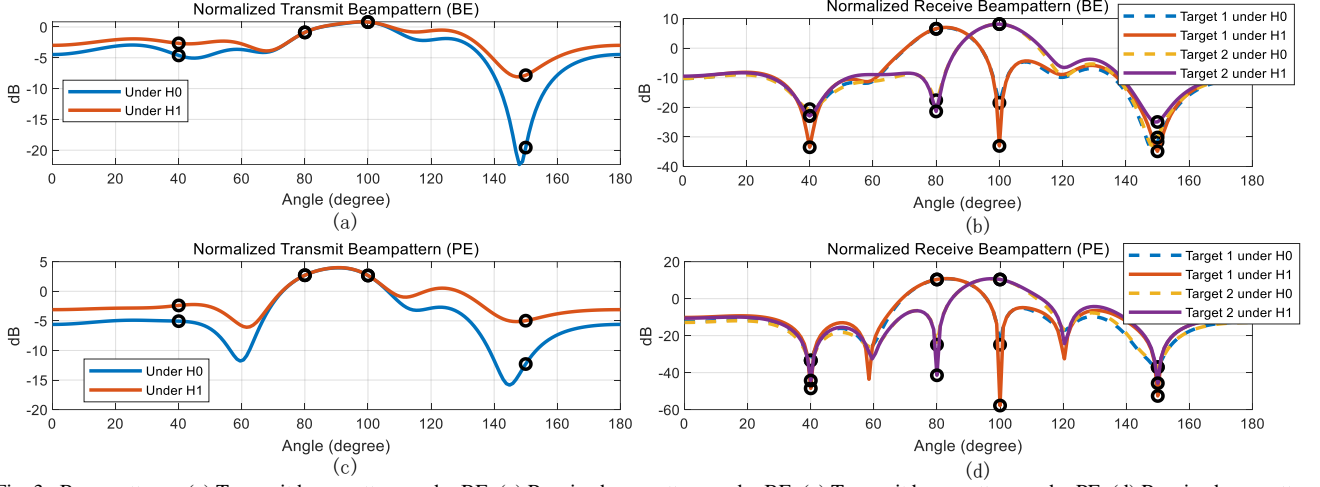 Normalized Transmit Beampattern (BE)
0
-5
-10
-15
-20
dB
Under H0
Under H1
0 20 40 60 80 100 120 140 160 180
Angle (degree)
(a)
Normalized Receive Beampattern (BE)
10
0
-10
-20
-30
-40
dB
Target 1 under H0
Target 1 under H1
Target 2 under H0
Target 2 under H1
0 20 40 60 80 100 120 140 160 180
Angle (degree)
(b)
Normalized Transmit Beampattern (PE)
5
0
-5
-10
-15
-20
dB
Under H0
Under H1
0 20 40 60 80 100 120 140 160 180
Angle (degree)
(c)
Normalized Receive Beampattern (PE)
20
0
-20
-40
-60
dB
Target 1 under H0
Target 1 under H1
Target 2 under H0
Target 2 under H1
0 20 40 60 80 100 120 140 160 180
Angle (degree)
(d)